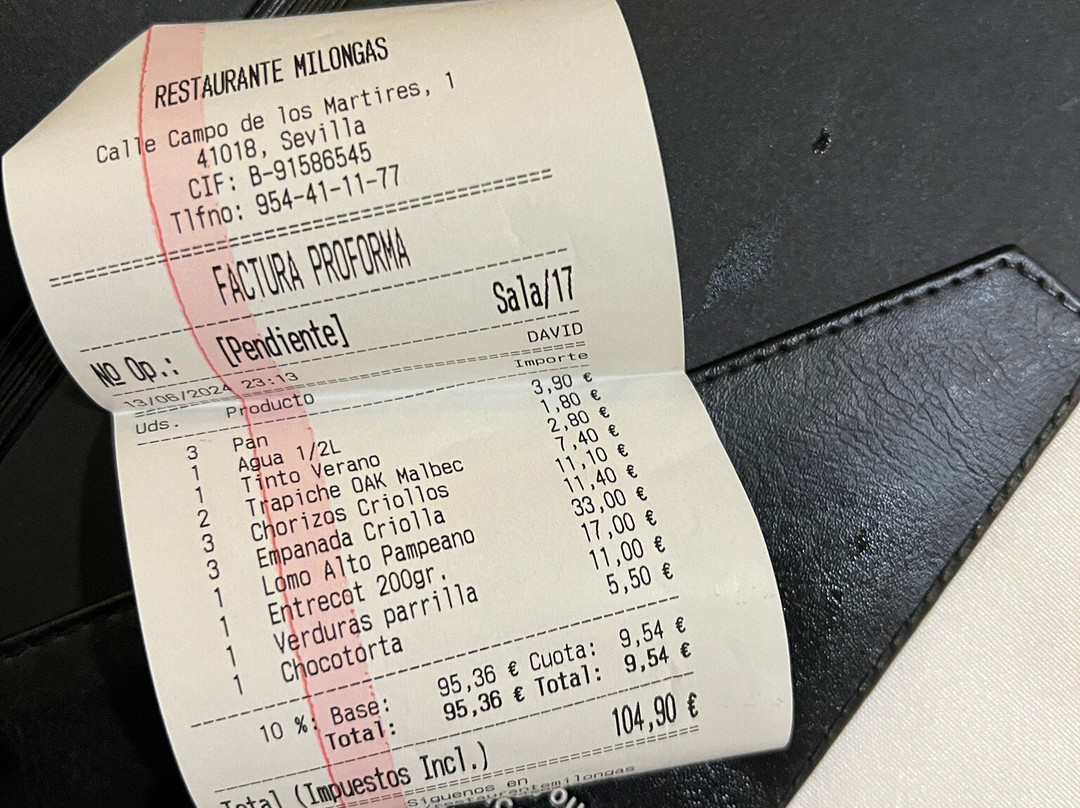 RESTAURANTE MILONGAS
Calle Campo de los Martires, 1
41018, Sevilla
CIF: B-91586545
Tlfno: 954-41-11-77
FACTURA PROFORMA
Sala/17
Nº Op.: [Pendiente]
DAVID
13/06/2024 23:13
Uds. Producto Importe
3 Pan 3,90 €
1 Agua 1/2L 1,80 €
1 Tinto Verano 2,80 €
2 Trapiche OAK Malbec 7,40 €
3 Chorizos Criollos 11,10 €
3 Empanada Criolla 11,40 €
1 Lomo Alto Pampeano 33,00 €
1 Entrecot 200gr. 17,00 €
1 Verduras parrilla 11,00 €
1 Chocotorta 5,50 €
10 %: Base: 95,36 € Cuota: 9,54 €
Total: 95,36 € Total: 9,54 €
Total (Impuestos Incl.) 104,90 €
Siguenos en
/restaurantemilongas